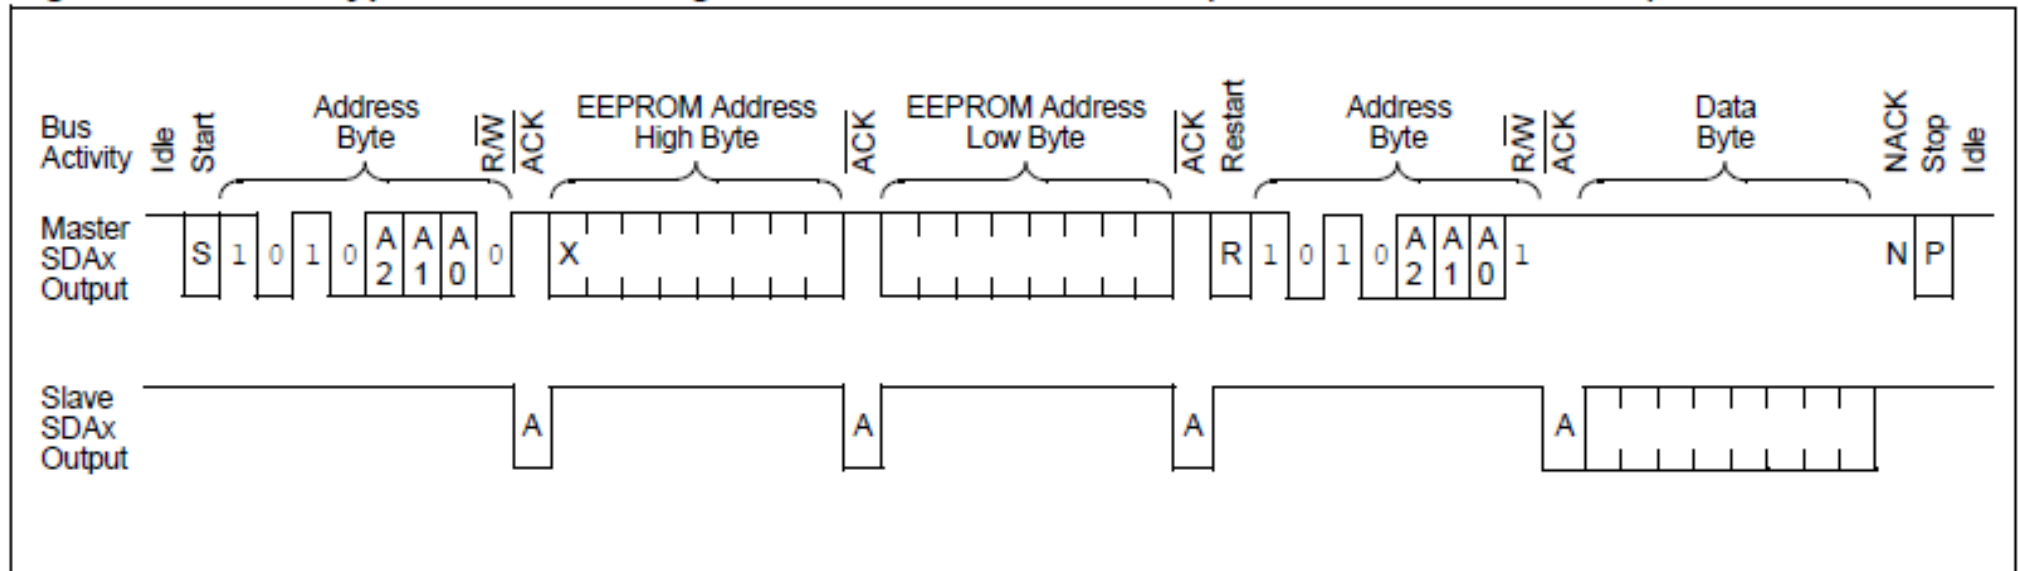 Bus
Activity
Idle
Start
Address
Byte
R/W
ACK
EEPROM Address
High Byte
ACK
EEPROM Address
Low Byte
ACK
Restart
Address
Byte
R/W
ACK
Data
Byte
NACK
Stop
Idle
Master
SDAx
Output
S 1 0 1 0 A2 A1 A0 0 X R 1 0 1 0 A2 A1 A0 1 N P
Slave
SDAx
Output
A A A A